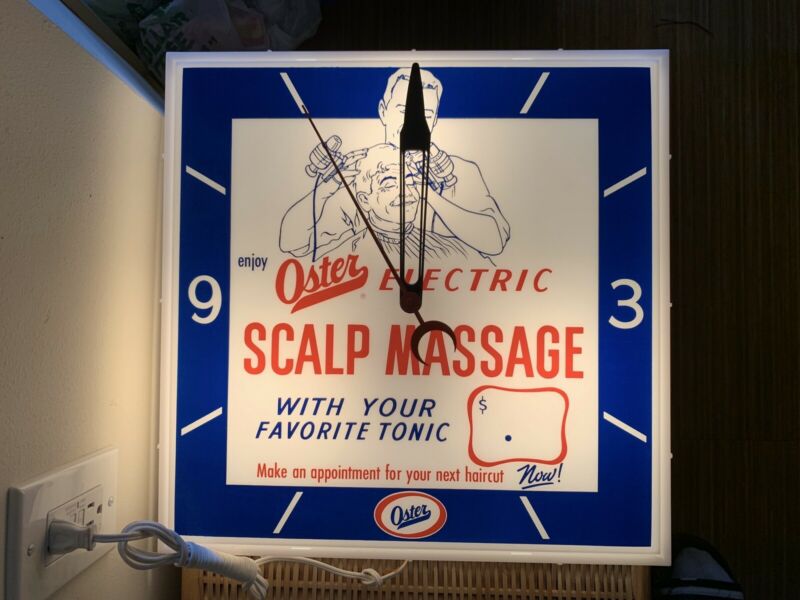 enjoy Oster ELECTRIC
9
3
SCALP MASSAGE
WITH YOUR
FAVORITE TONIC
$ .
Make an appointment for your next haircut Now!
Oster